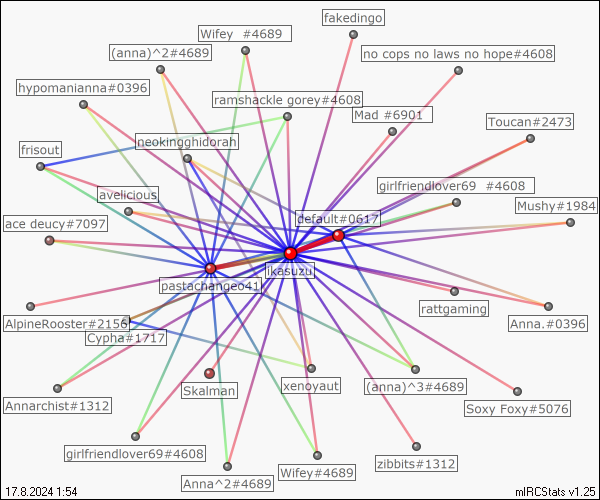 fakedingo
Wifey #4689
(anna)^2#4689
no cops no laws no hope#4608
hypomanianna#0396
ramshackle gorey#4608
Mad #6901
Toucan#2473
neokingghidorah
frisout
girlfriendlover69 #4608
avelicious
Mushy#1984
default#0617
ace deucy#7097
ikasuzu
pastachangeo41
rattgaming
Anna.#0396
AlpineRooster#2156
Cypha#1717
xenoyaut
(anna)^3#4689
Skalman
Annarchist#1312
Soxy Foxy#5076
girlfriendlover69#4608
zibbits#1312
Wifey#4689
Anna^2#4689
17.8.2024 1:54
mIRCStats v1.25